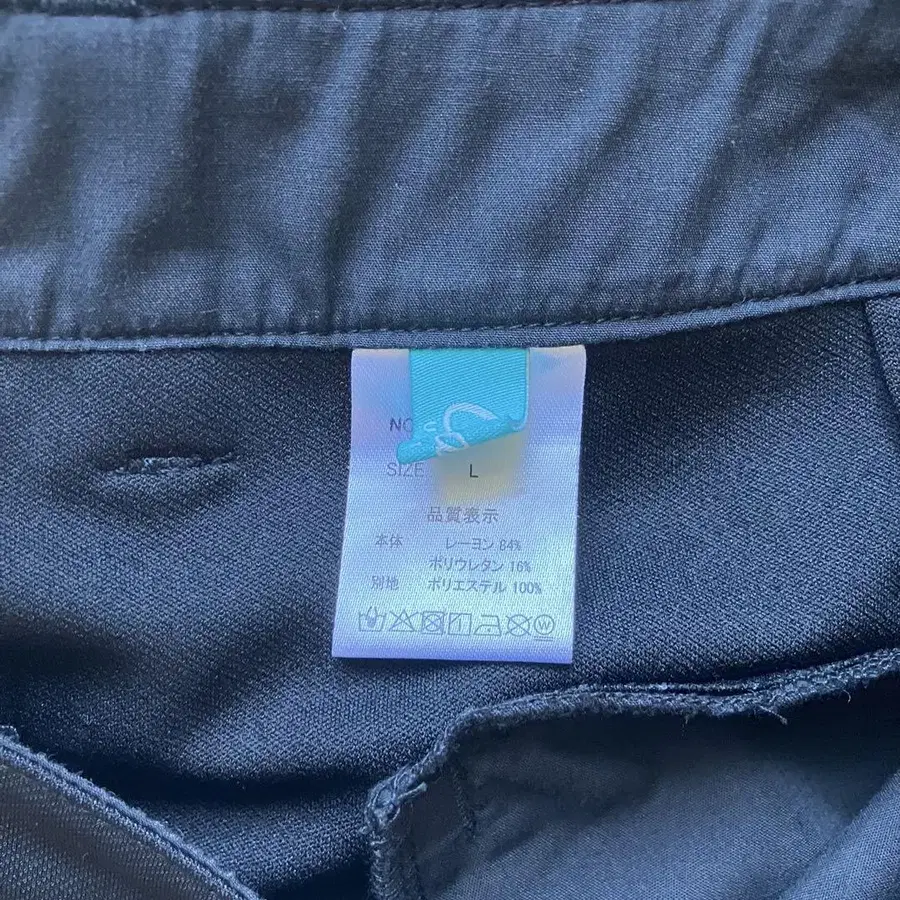 NO
SIZE L
品質表示
本体 レーヨン 84%
ポリウレタン 16%
別地 ポリエステル 100%
W